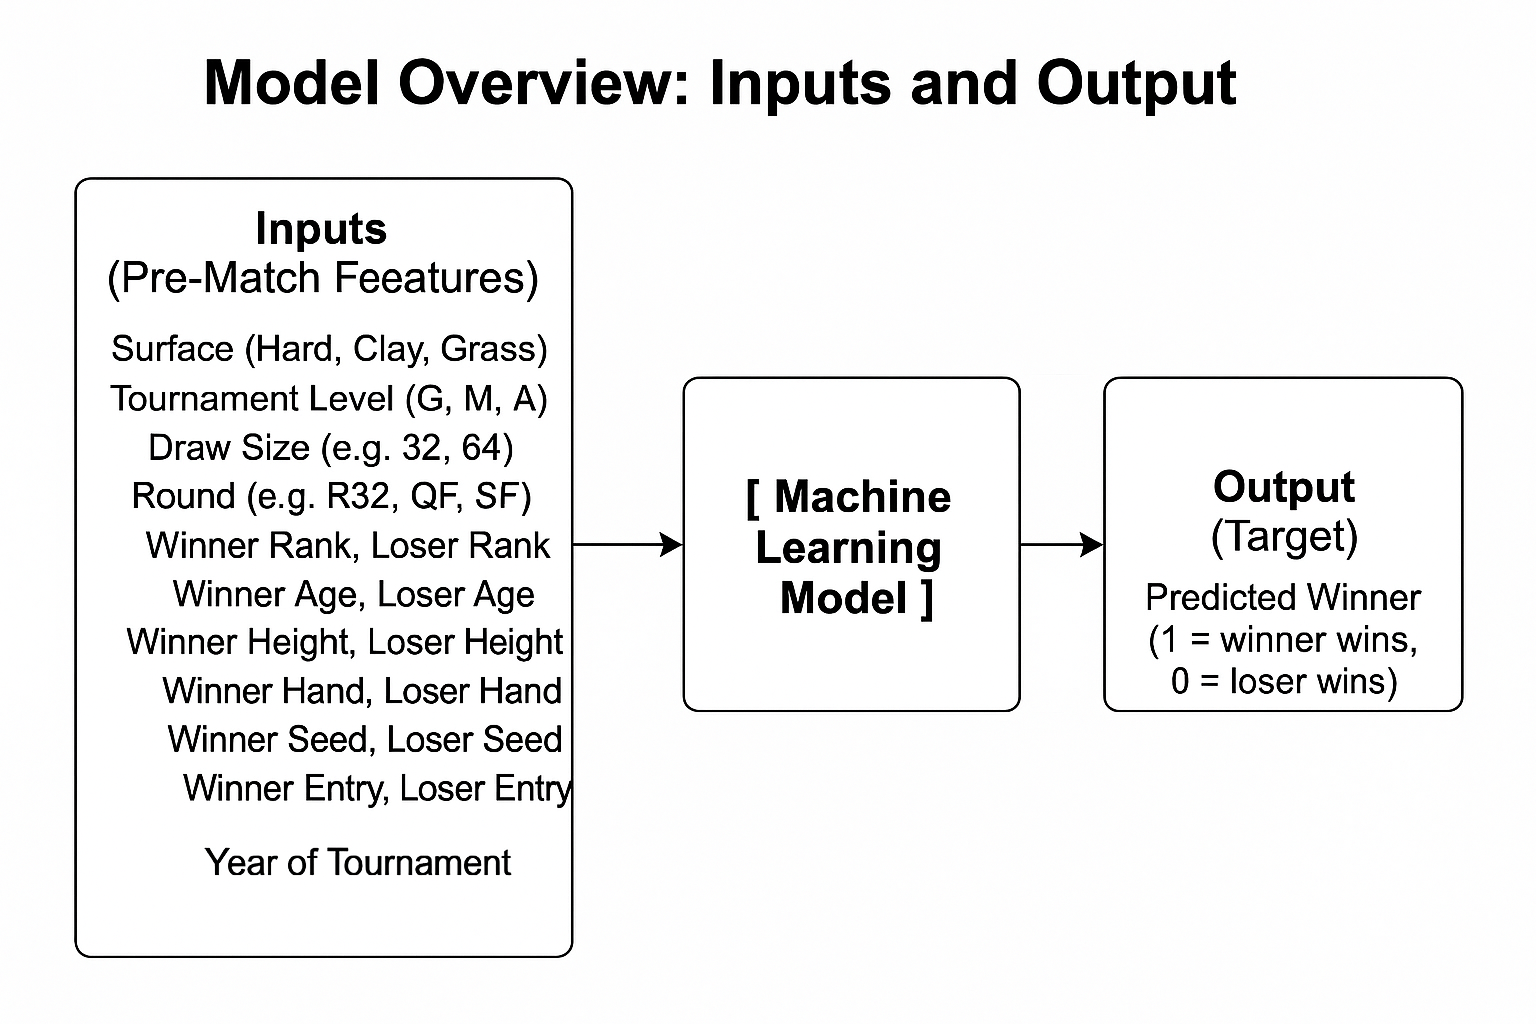 Model Overview: Inputs and Output
Inputs
(Pre-Match Feeatures)
Surface (Hard, Clay, Grass)
Tournament Level (G, M, A)
Draw Size (e.g. 32, 64)
Round (e.g. R32, QF, SF)
Winner Rank, Loser Rank
Winner Age, Loser Age
Winner Height, Loser Height
Winner Hand, Loser Hand
Winner Seed, Loser Seed
Winner Entry, Loser Entry
Year of Tournament
[ Machine
Learning
Model ]
Output
(Target)
Predicted Winner
(1 = winner wins,
0 = loser wins)